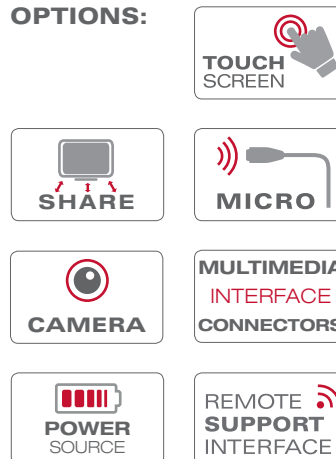 OPTIONS:
TOUCH
SCREEN
SHARE
MICRO
CAMERA
MULTIMEDIA
INTERFACE
CONNECTORS
POWER
SOURCE
REMOTE
SUPPORT
INTERFACE